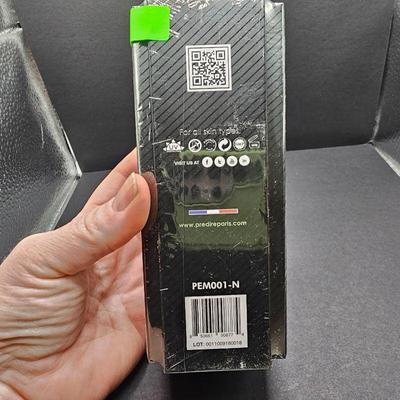 For all skin types.
VISIT US AT
www.predireparis.com
PEM001-N
LOT: 0011009180018